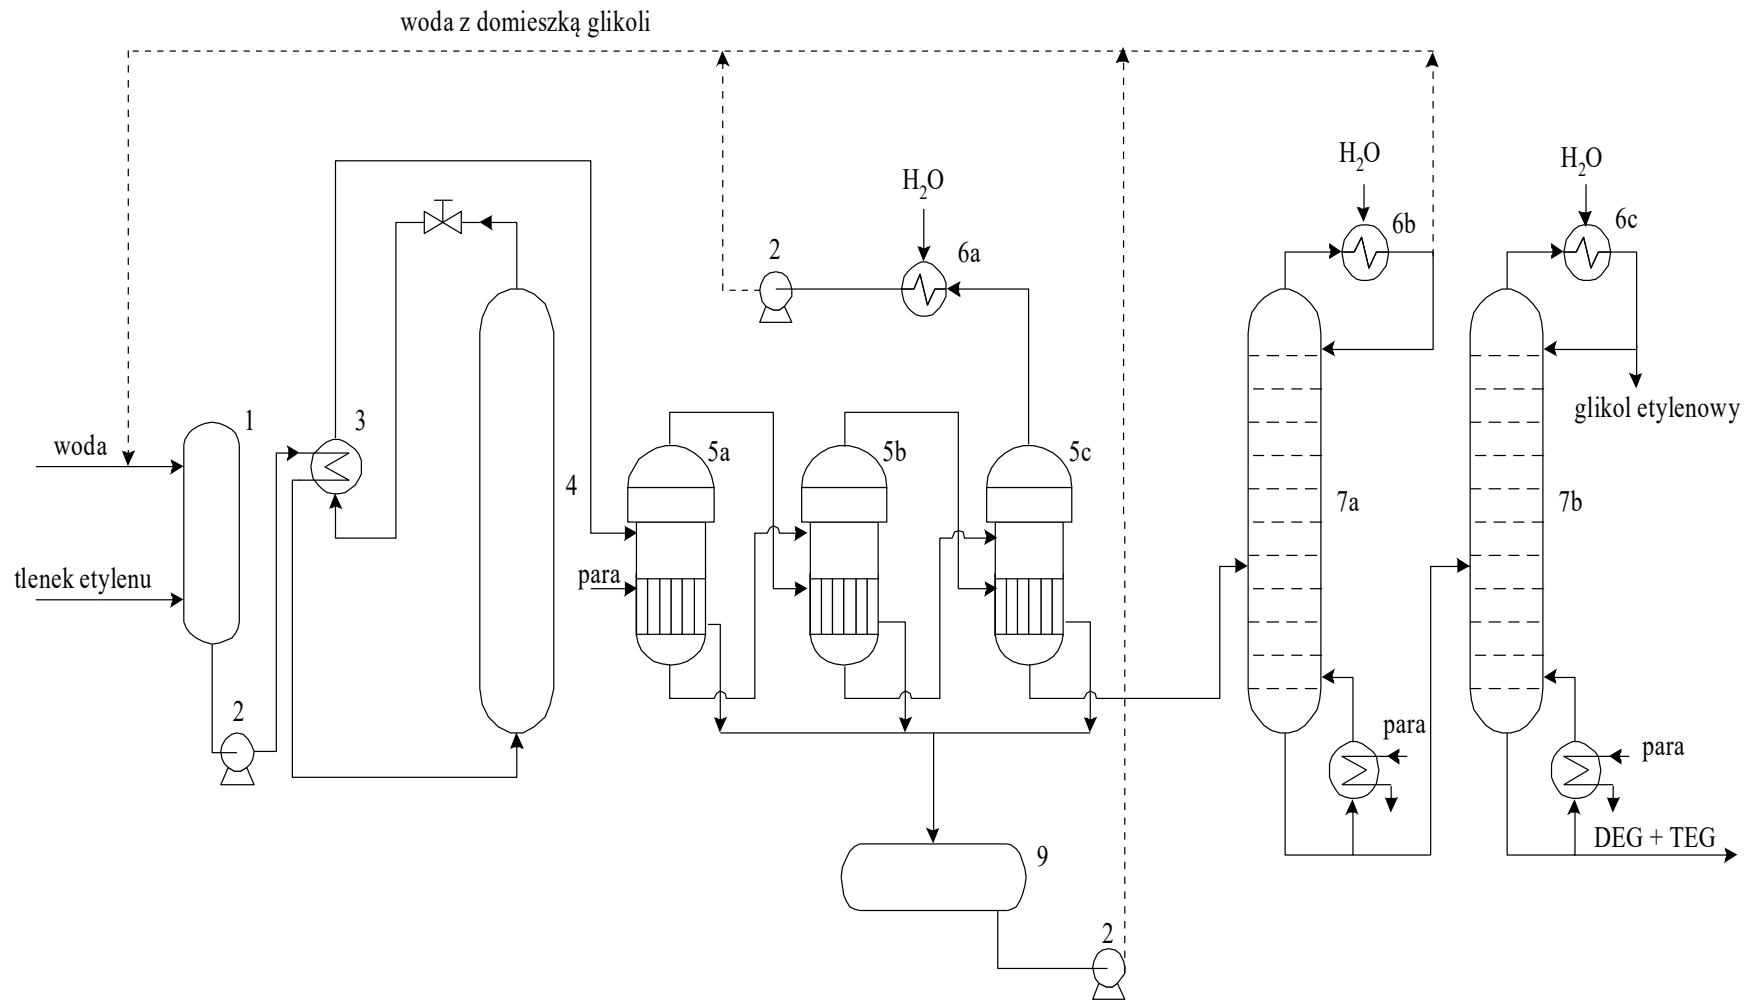 woda z domieszką glikoli
H2O
H2O
H2O
6b
6c
2
6a
glikol etylenowy
1
3
woda
5a
5b
5c
4
7a
7b
tlenek etylenu
para
2
para
para
DEG + TEG
9
2